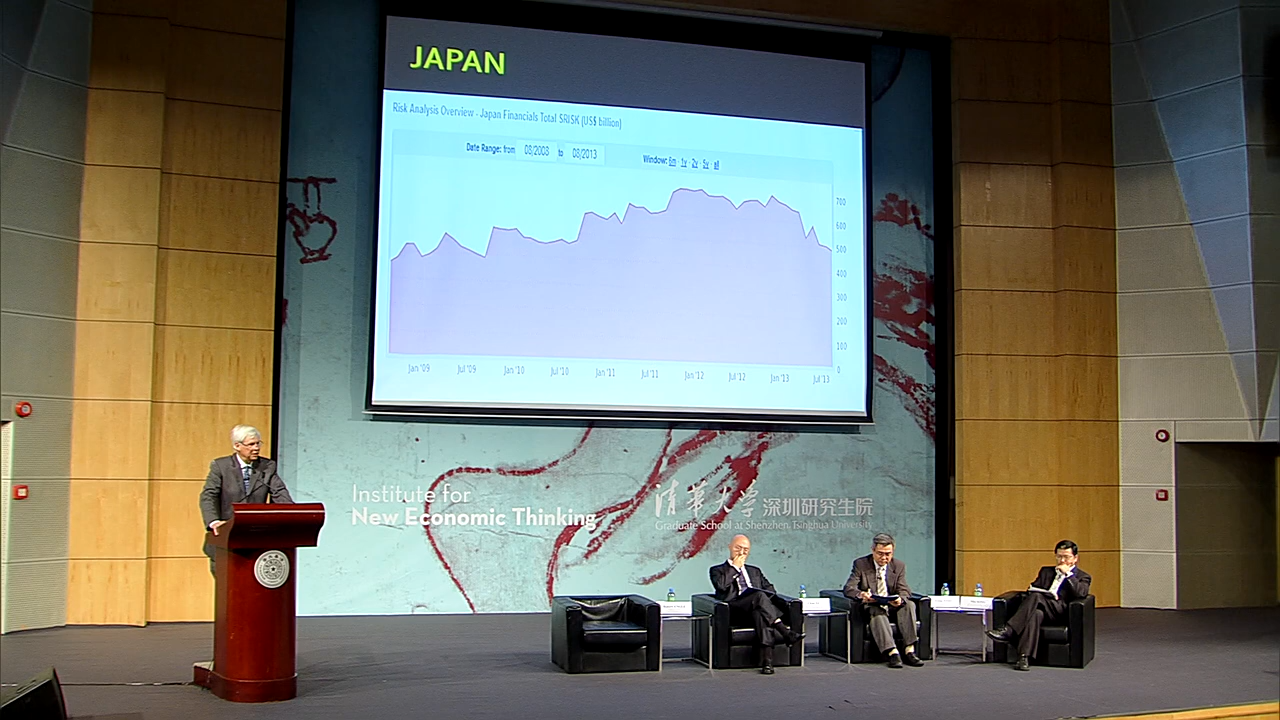 JAPAN
Risk Analysis Overview - Japan Financials Total SRISK (US$ billion)
Date Range: from 08/2008 to 08/2013 Window: 6m 1y 2y 5y all
700
600
500
400
300
200
100
0
Jan '09 Jul '09 Jan '10 Jul '10 Jan '11 Jul '11 Jan '12 Jul '12 Jan '13 Jul '13
Institute for
New Economic Thinking
清華大学 深圳研究生院
Graduate School at Shenzhen, Tsinghua University